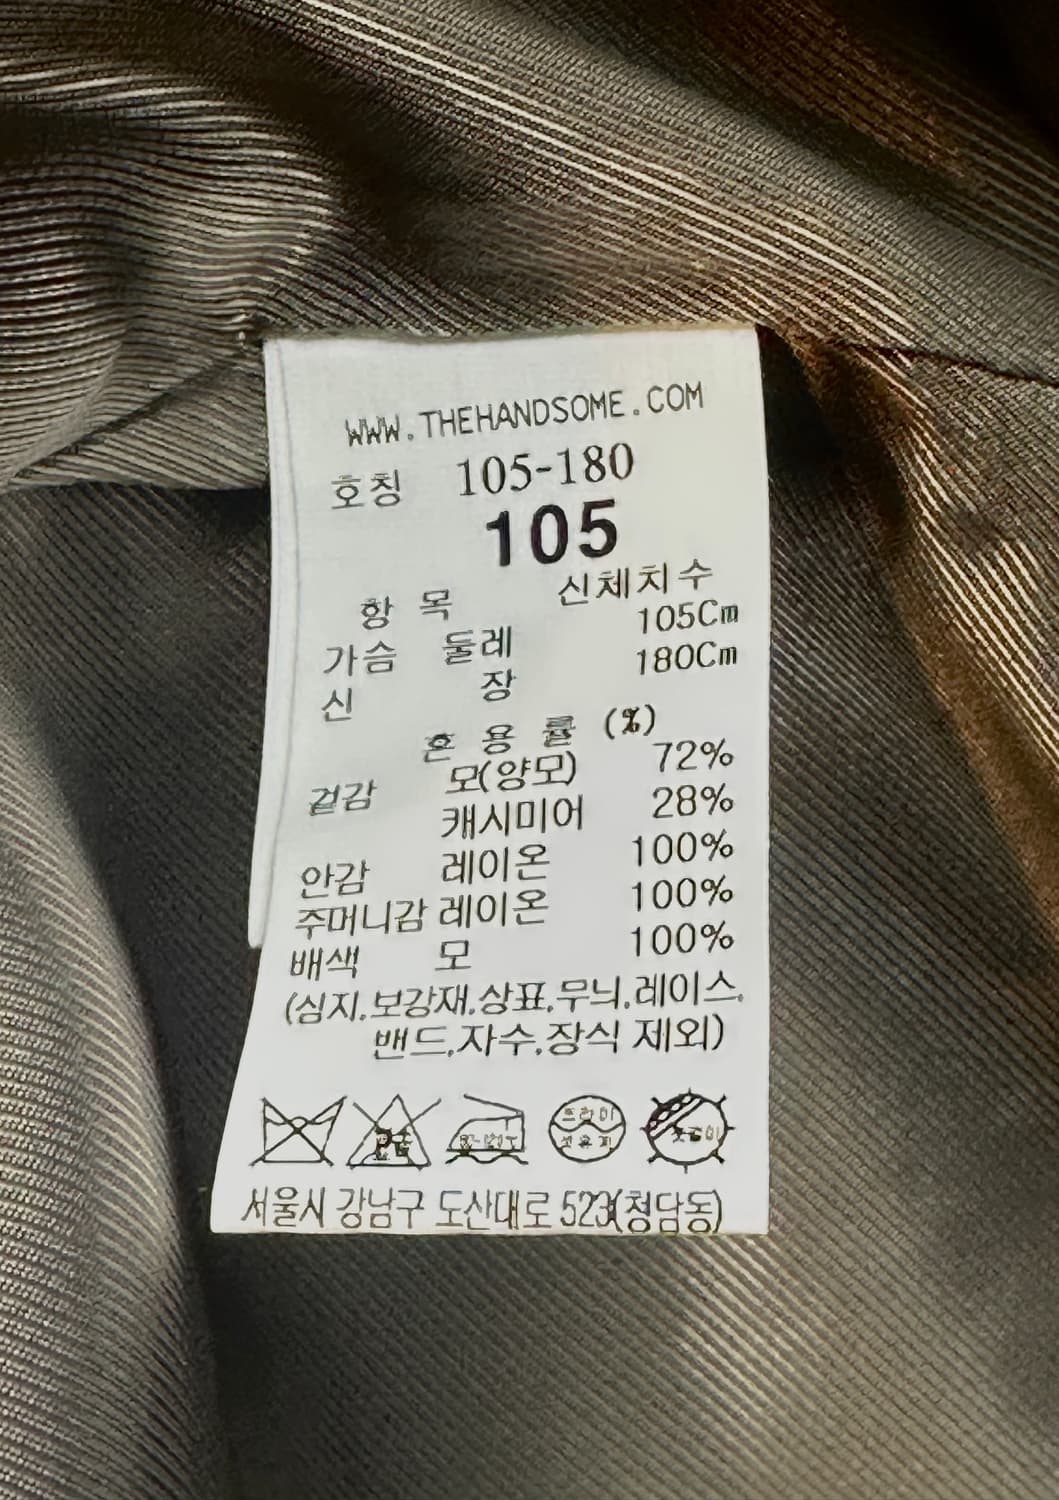 WWW.THEHANDSOME.COM
호칭 105-180
105
항 목 신체치수
가슴 둘레 105Cm
신 장 180Cm
혼 용 률 (%)
겉감 모(양모) 72%
캐시미어 28%
안감 레이온 100%
주머니감 레이온 100%
배색 모 100%
(심지,보강재,상표,무늬,레이스,
밴드,자수,장식 제외)
드라이
서울시 강남구 도산대로 523(청담동)